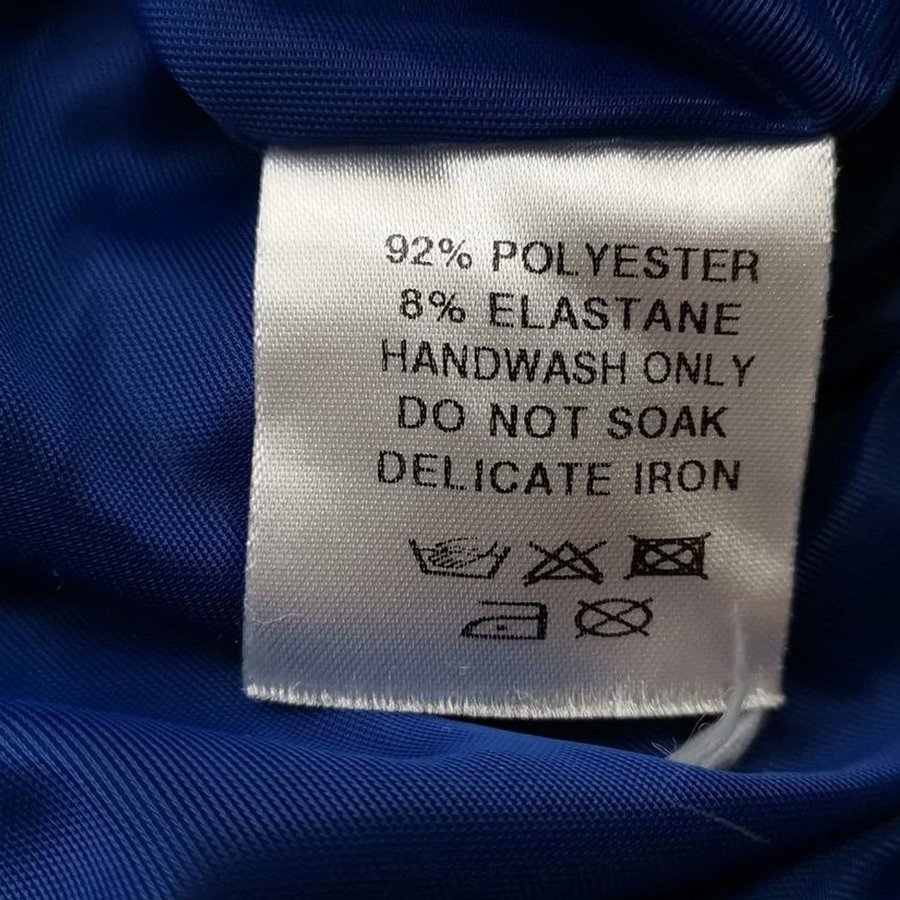 92% POLYESTER
8% ELASTANE
HANDWASH ONLY
DO NOT SOAK
DELICATE IRON